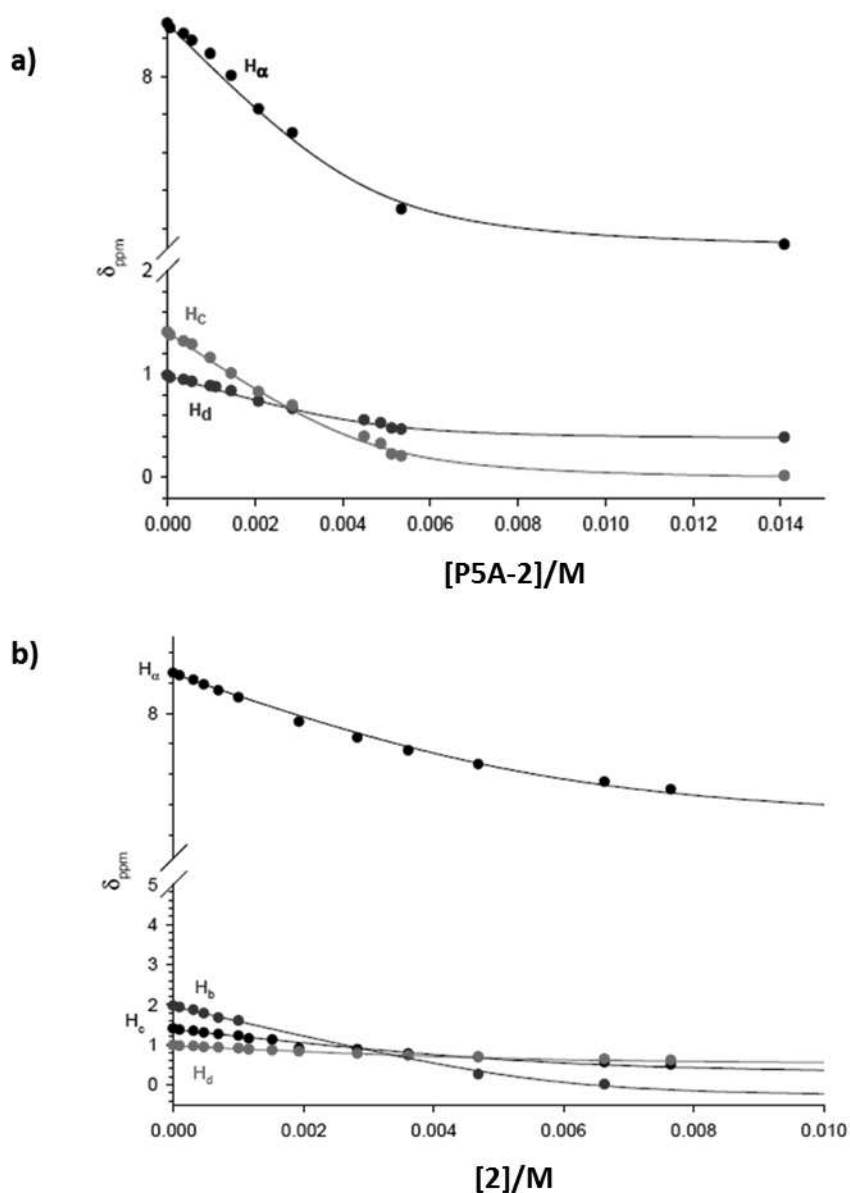 a)
Hα
8
δppm
2
Hc
1
Hd
0
0.000 0.002 0.004 0.006 0.008 0.010 0.012 0.014
[P5A-2]/M
b)
Hα
8
δppm
5
4
3
Hb
2
Hc
1
Hd
0
0.000 0.002 0.004 0.006 0.008 0.010
[2]/M